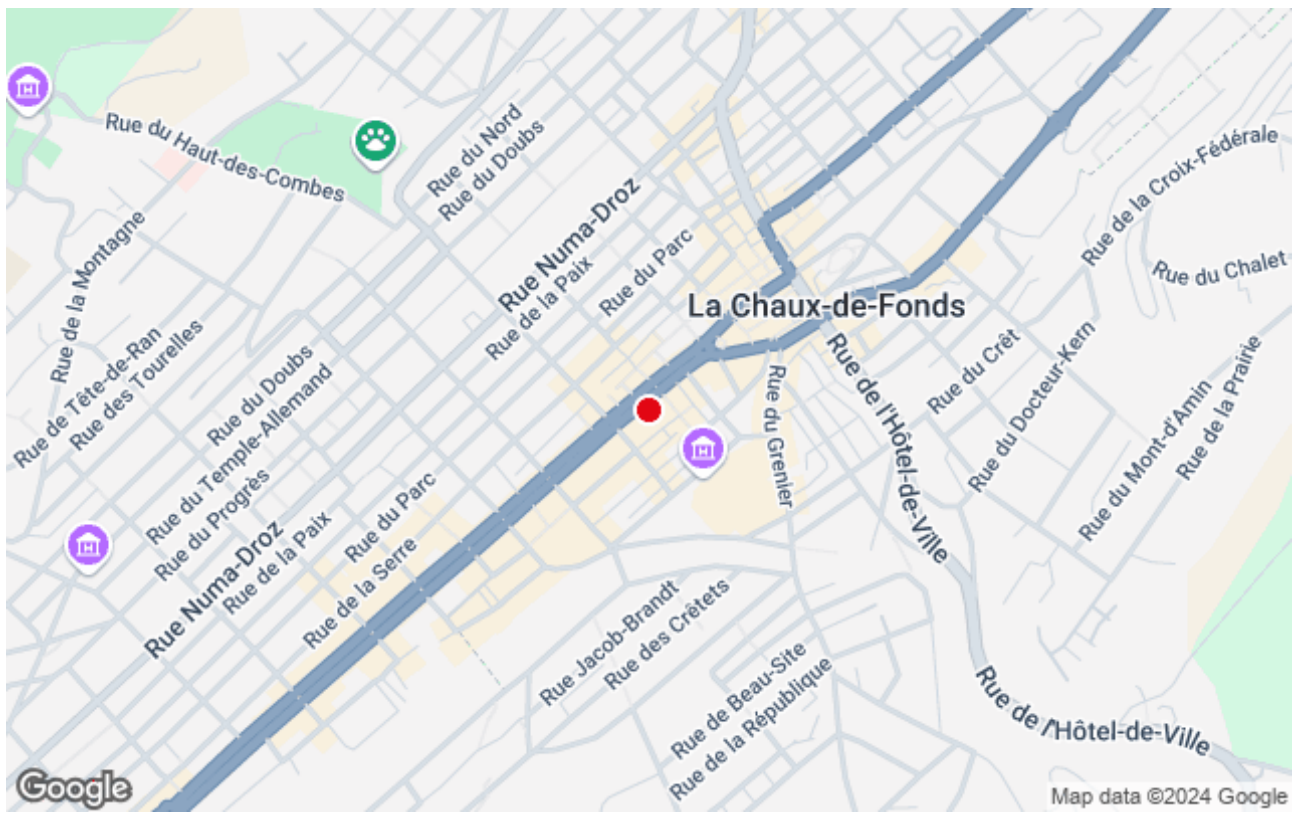 Rue du Haut-des-Combes
Rue du Nord
Rue du Doubs
Rue Numa-Droz
Rue de la Croix-Fédérale
Rue de la Montagne
Rue du Parc
Rue de la Paix
Rue du Chalet
La Chaux-de-Fonds
Rue de Tête-de-Ran
Rue des Tourelles
Rue du Doubs
Rue du Temple-Allemand
Rue du Progrès
Rue Numa-Droz
Rue de la Paix
Rue du Parc
Rue de la Serre
Rue du Grenier
Rue de l'Hôtel-de-Ville
Rue du Crêt
Rue du Docteur-Kern
Rue du Mont-d'Amin
Rue de la Prairie
Rue Jacob-Brandt
Rue des Crêtets
Rue de Beau-Site
Rue de la République
Rue de l'Hôtel-de-Ville
Google
Map data ©2024 Google